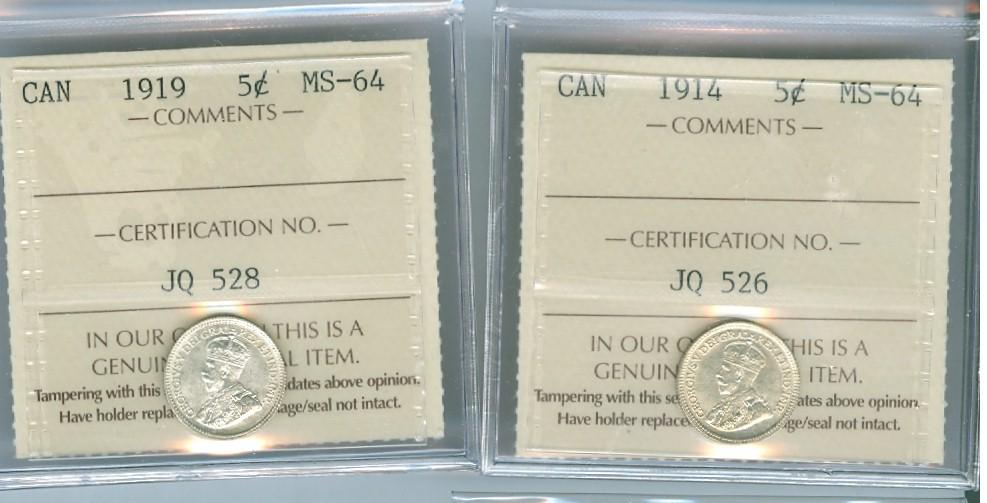 CAN 1919 5¢ MS-64
— COMMENTS —
— CERTIFICATION NO. —
JQ 528
IN OUR THIS IS A
GENUIN L ITEM.
Tampering with this idates above opinion.
Have holder repla age/seal not intact.
CAN 1914 5¢ MS-64
— COMMENTS —
— CERTIFICATION NO. —
JQ 526
IN OUR HIS IS A
GENUIN ITEM.
Tampering with this se ates above opinion.
Have holder replace ge/seal not intact.